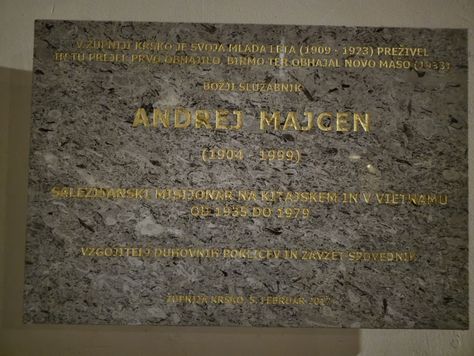 V ŽUPNIJI KRŠKO JE SVOJA MLADA LETA (1909 - 1923) PREŽIVEL
IN TU PREJEL PRVO OBHAJILO, BIRMO TER OBHAJAL NOVO MAŠO (1933)
BOŽJI SLUŽABNIK
ANDREJ MAJCEN
(1904 - 1999)
SALEZIJANSKI MISIJONAR NA KITAJSKEM IN V VIETNAMU
OD 1935 DO 1979
VZGOJITELJ DUHOVNIH POKLICEV IN ZAVZET SPOVEDNIK
ŽUPNIJA KRŠKO, 5. FEBRUAR 2017